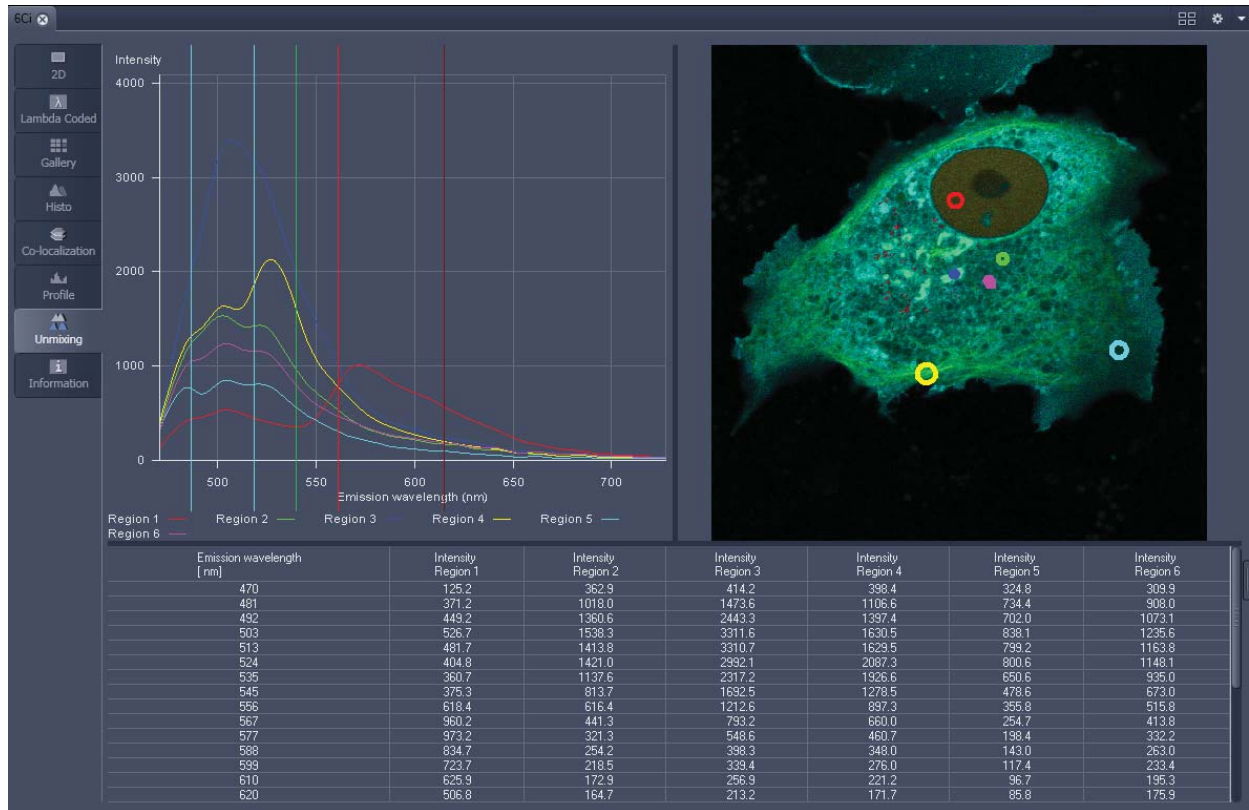 6Ci
2D
λ
Lambda Coded
Gallery
Histo
Co-localization
Profile
Unmixing
i
Information
Intensity
4000
3000
2000
1000
0
500 550 600 650 700
Emission wavelength (nm)
Region 1 Region 2 Region 3 Region 4 Region 5
Region 6
Emission wavelength Intensity Intensity Intensity Intensity Intensity Intensity
[ nm] Region 1 Region 2 Region 3 Region 4 Region 5 Region 6
470 125.2 362.9 414.2 398.4 324.8 309.9
481 371.2 1018.0 1473.6 1106.6 734.4 908.0
492 449.2 1360.6 2443.3 1397.4 702.0 1073.1
503 526.7 1538.3 3311.6 1630.5 838.1 1235.6
513 481.7 1413.8 3310.7 1629.5 799.2 1163.8
524 404.8 1421.0 2992.1 2087.3 800.6 1148.1
535 360.7 1137.6 2317.2 1926.6 650.6 935.0
545 375.3 813.7 1692.5 1278.5 478.6 673.0
556 618.4 616.4 1212.6 897.3 355.8 515.8
567 960.2 441.3 793.2 660.0 254.7 413.8
577 973.2 321.3 548.6 460.7 198.4 332.2
588 834.7 254.2 398.3 348.0 143.0 263.0
599 723.7 218.5 339.4 276.0 117.4 233.4
610 625.9 172.9 256.9 221.2 96.7 195.3
620 506.8 164.7 213.2 171.7 85.8 175.9